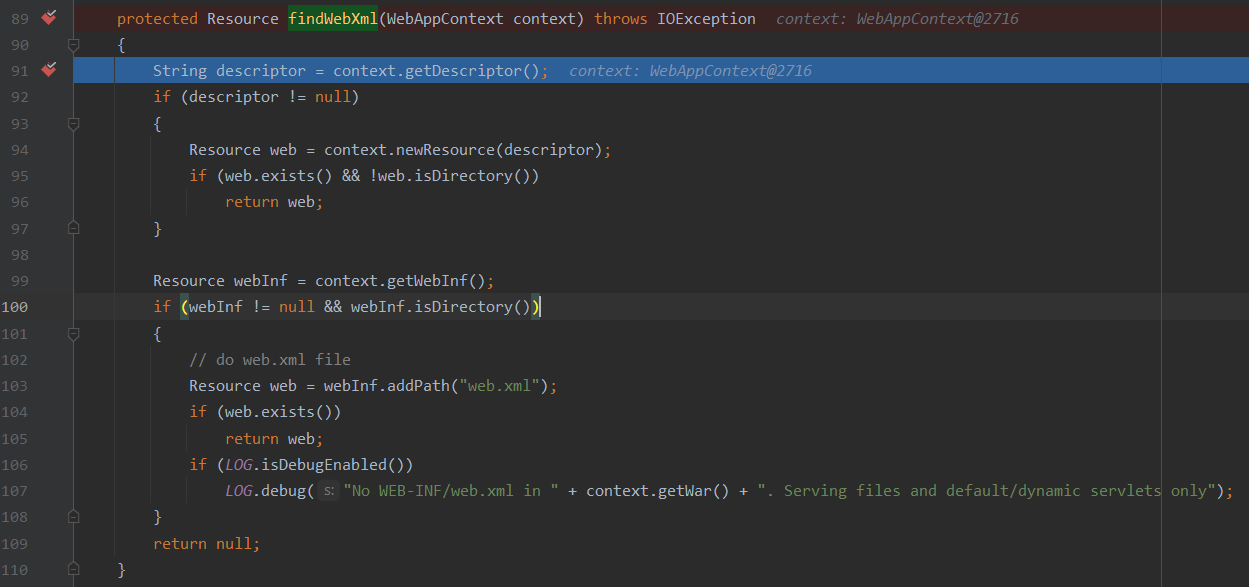 89 protected Resource findWebXml(WebAppContext context) throws IOException context: WebAppContext@2716
90 {
91 String descriptor = context.getDescriptor(); context: WebAppContext@2716
92 if (descriptor != null)
93 {
94 Resource web = context.newResource(descriptor);
95 if (web.exists() && !web.isDirectory())
96 return web;
97 }
98
99 Resource webInf = context.getWebInf();
100 if (webInf != null && webInf.isDirectory())
101 {
102 // do web.xml file
103 Resource web = webInf.addPath("web.xml");
104 if (web.exists())
105 return web;
106 if (LOG.isDebugEnabled())
107 LOG.debug( s: "No WEB-INF/web.xml in " + context.getWar() + ". Serving files and default/dynamic servlets only");
108 }
109 return null;
110 }